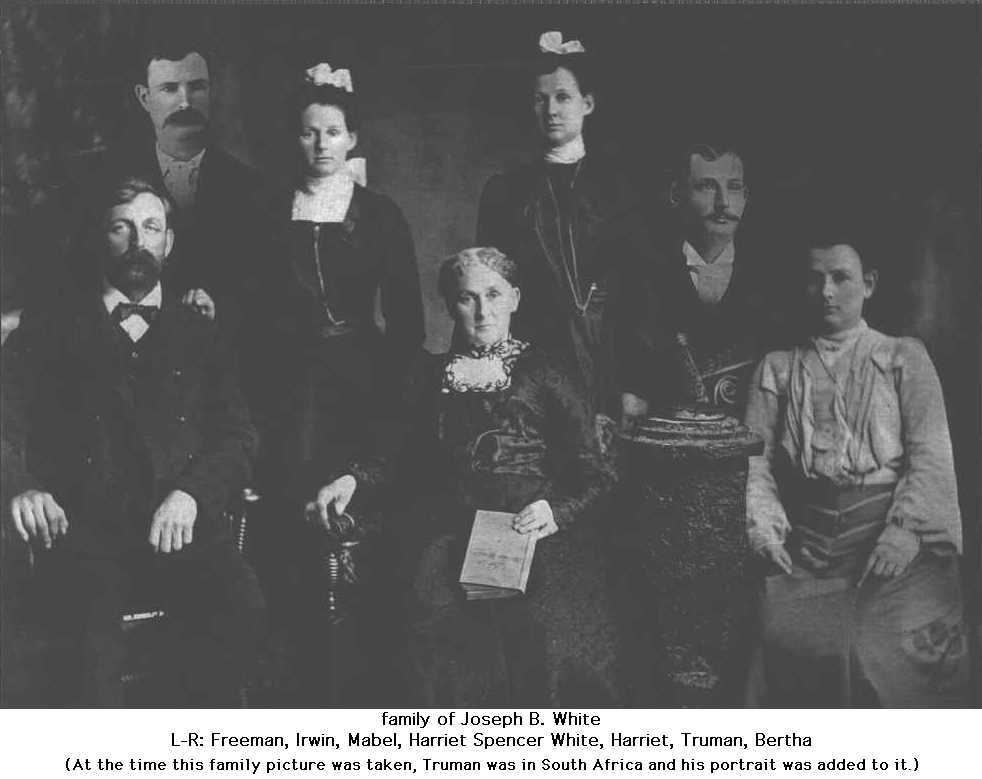 family of Joseph B. White
L-R: Freeman, Irwin, Mabel, Harriet Spencer White, Harriet, Truman, Bertha
(At the time this family picture was taken, Truman was in South Africa and his portrait was added to it.)